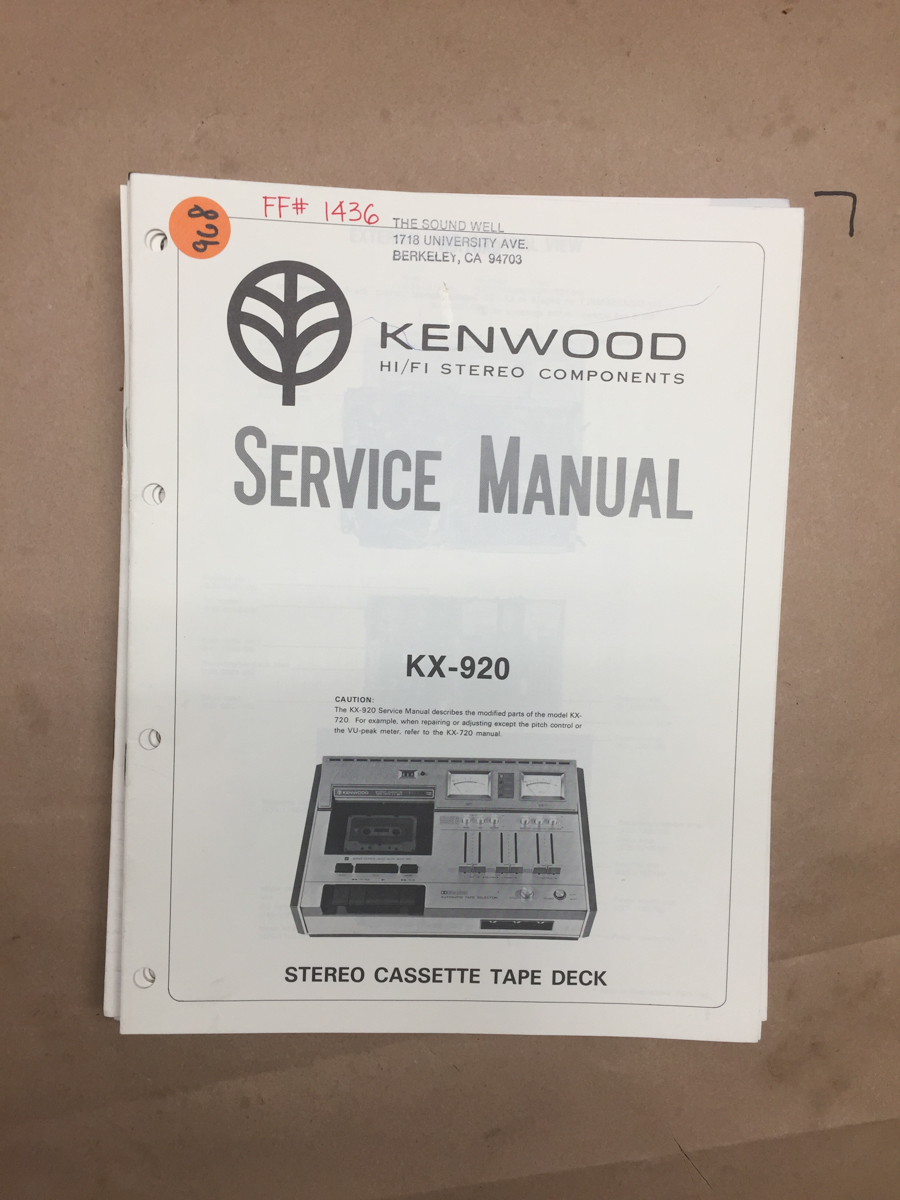 968
FF# 1436
THE SOUND WELL
1718 UNIVERSITY AVE.
BERKELEY, CA 94703
KENWOOD
HI/FI STEREO COMPONENTS
SERVICE MANUAL
KX-920
CAUTION:
The KX-920 Service Manual describes the modified parts of the model KX-
720. For example, when repairing or adjusting except the pitch control or
the VU-peak meter, refer to the KX-720 manual.
KENWOOD
STEREO CASSETTE TAPE DECK